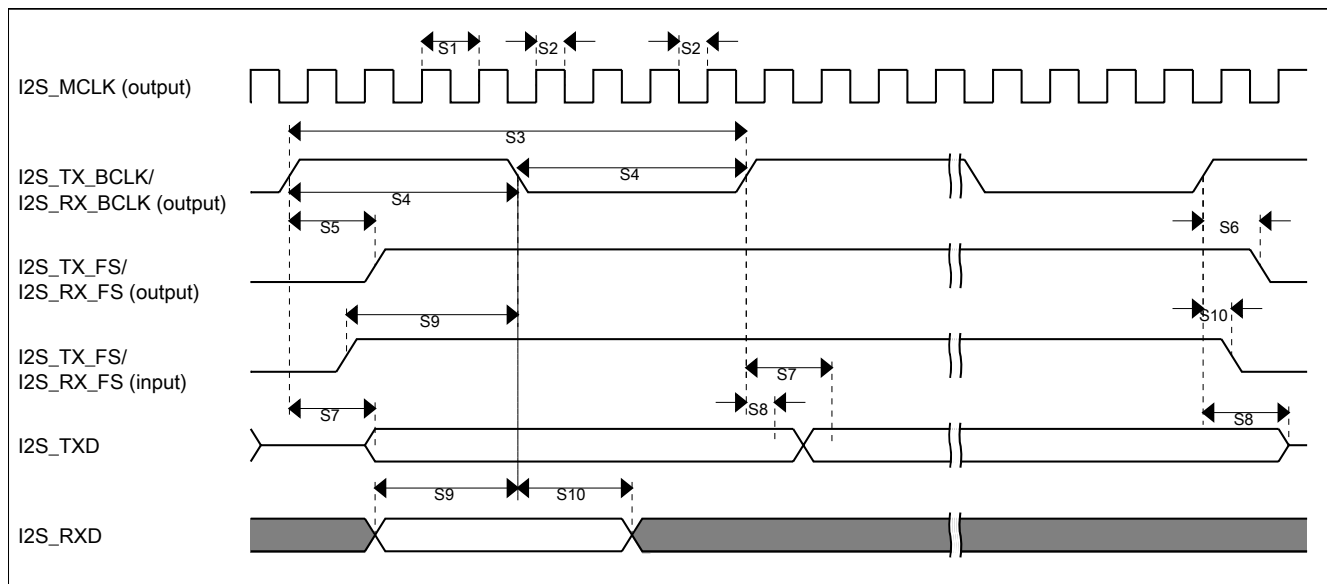 S1 S2 S2
I2S_MCLK (output)
S3
I2S_TX_BCLK/
I2S_RX_BCLK (output)
S4
S4
S5
S6
I2S_TX_FS/
I2S_RX_FS (output)
S9
S10
I2S_TX_FS/
I2S_RX_FS (input)
S7
S7
S8
S8
I2S_TXD
S9
S10
I2S_RXD